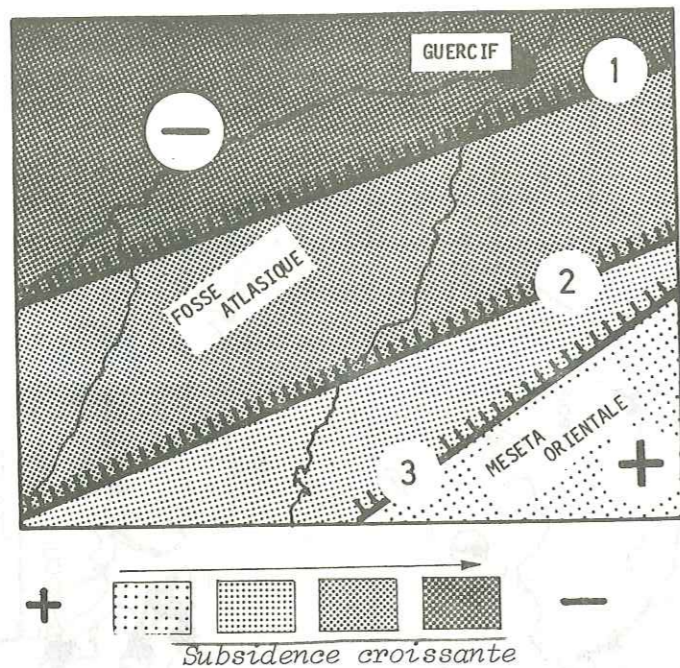 GUERCIF
1
−
FOSSE
ATLASIQUE
2
3
MESETA
ORIENTALE
+
+ −
Subsidence croissante